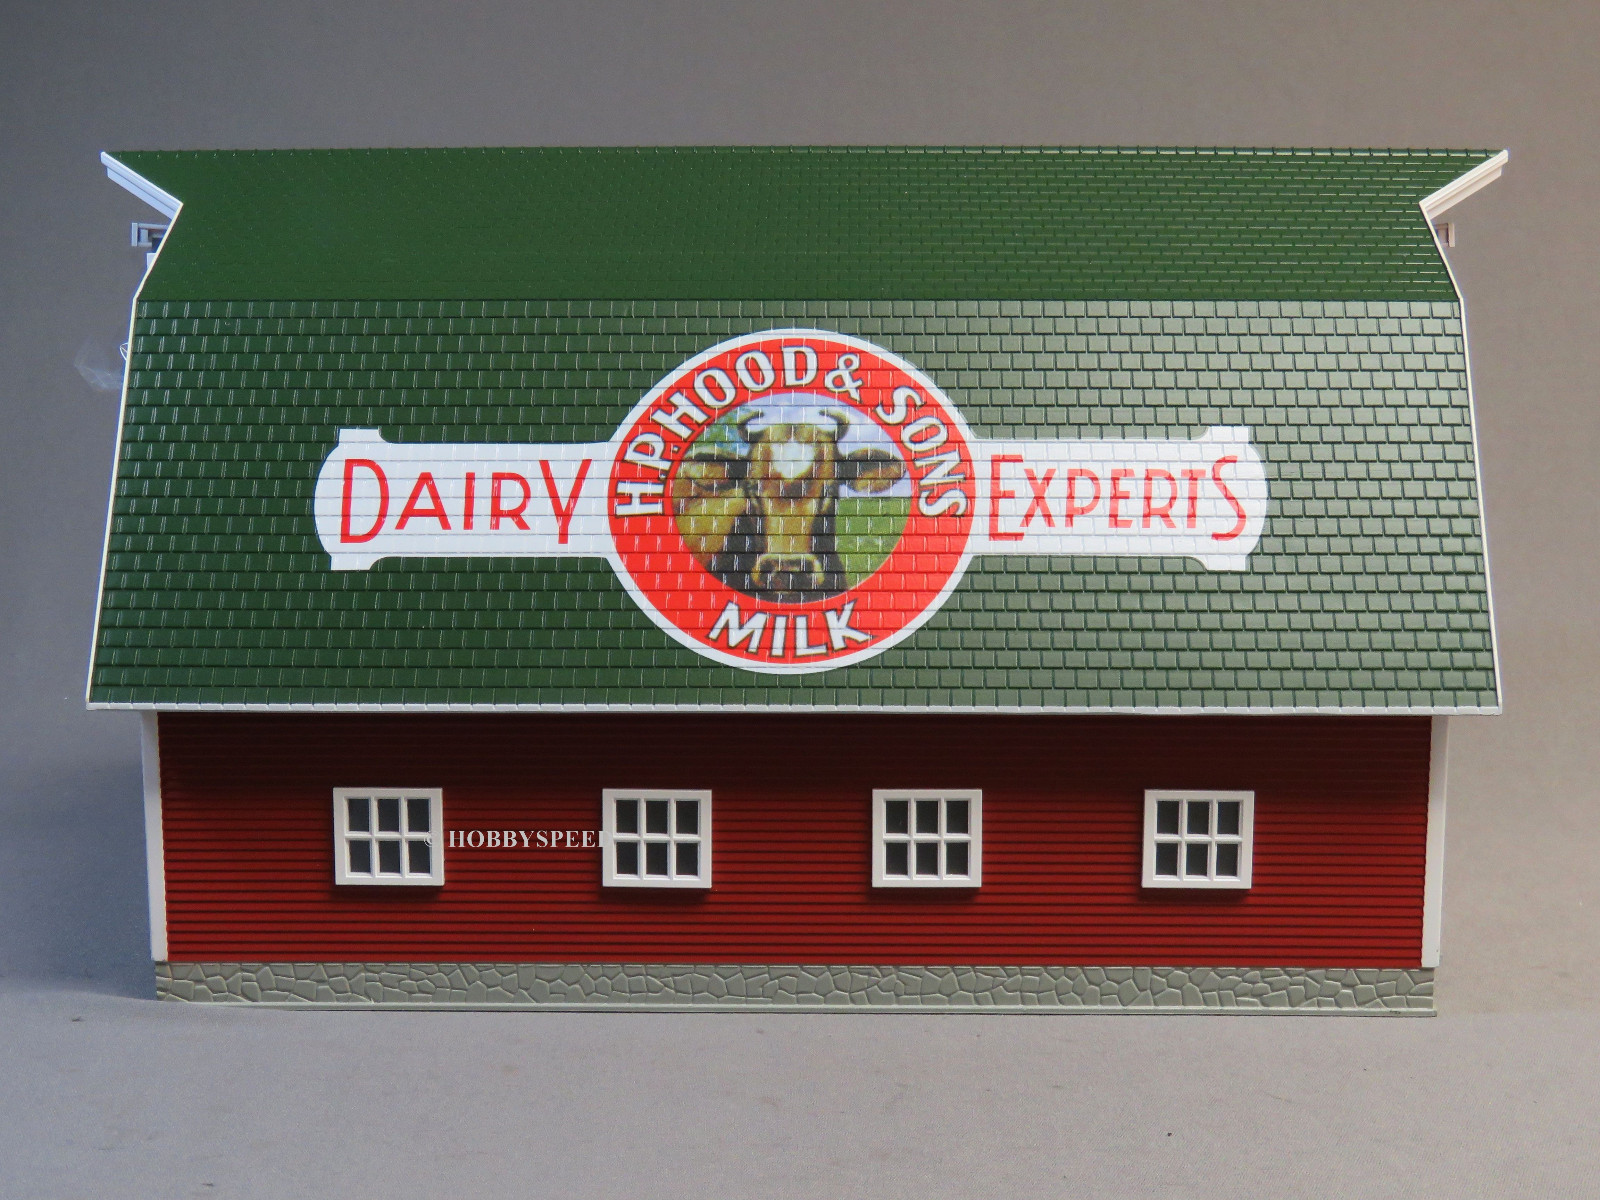 H.P. HOOD & SONS
DAIRY EXPERTS
MILK
© HOBBYSPEED